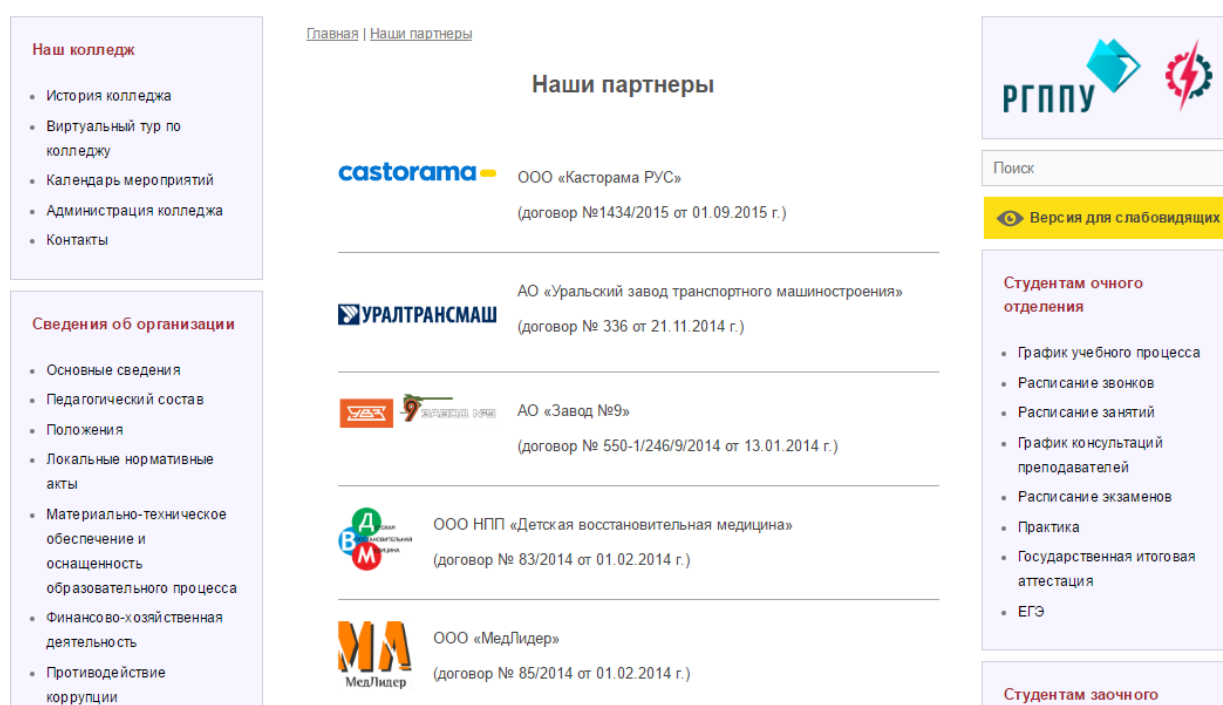 Наш колледж
История колледжа
Виртуальный тур по
колледжу
Календарь мероприятий
Администрация колледжа
Контакты
Сведения об организации
Основные сведения
Педагогический состав
Положения
Локальные нормативные
акты
Материально-техническое
обеспечение и
оснащенность
образовательного процесса
Финансово-хозяйственная
деятельность
Противодействие
коррупции
Главная | Наши партнеры
Наши партнеры
castorama
ООО «Касторама РУС»
(договор №1434/2015 от 01.09.2015 г.)
УРАЛТРАНСМАШ
АО «Уральский завод транспортного машиностроения»
(договор № 336 от 21.11.2014 г.)
УВЗ
9 ЗАВОД №9
АО «Завод №9»
(договор № 550-1/246/9/2014 от 13.01.2014 г.)
ДЕТСКАЯ
ВОССТАНОВИТЕЛЬНАЯ
МЕДИЦИНА
ООО НПП «Детская восстановительная медицина»
(договор № 83/2014 от 01.02.2014 г.)
МедЛидер
ООО «МедЛидер»
(договор № 85/2014 от 01.02.2014 г.)
РГППУ
Поиск
Версия для слабовидящих
Студентам очного
отделения
График учебного процесса
Расписание звонков
Расписание занятий
График консультаций
преподавателей
Расписание экзаменов
Практика
Государственная итоговая
аттестация
ЕГЭ
Студентам заочного